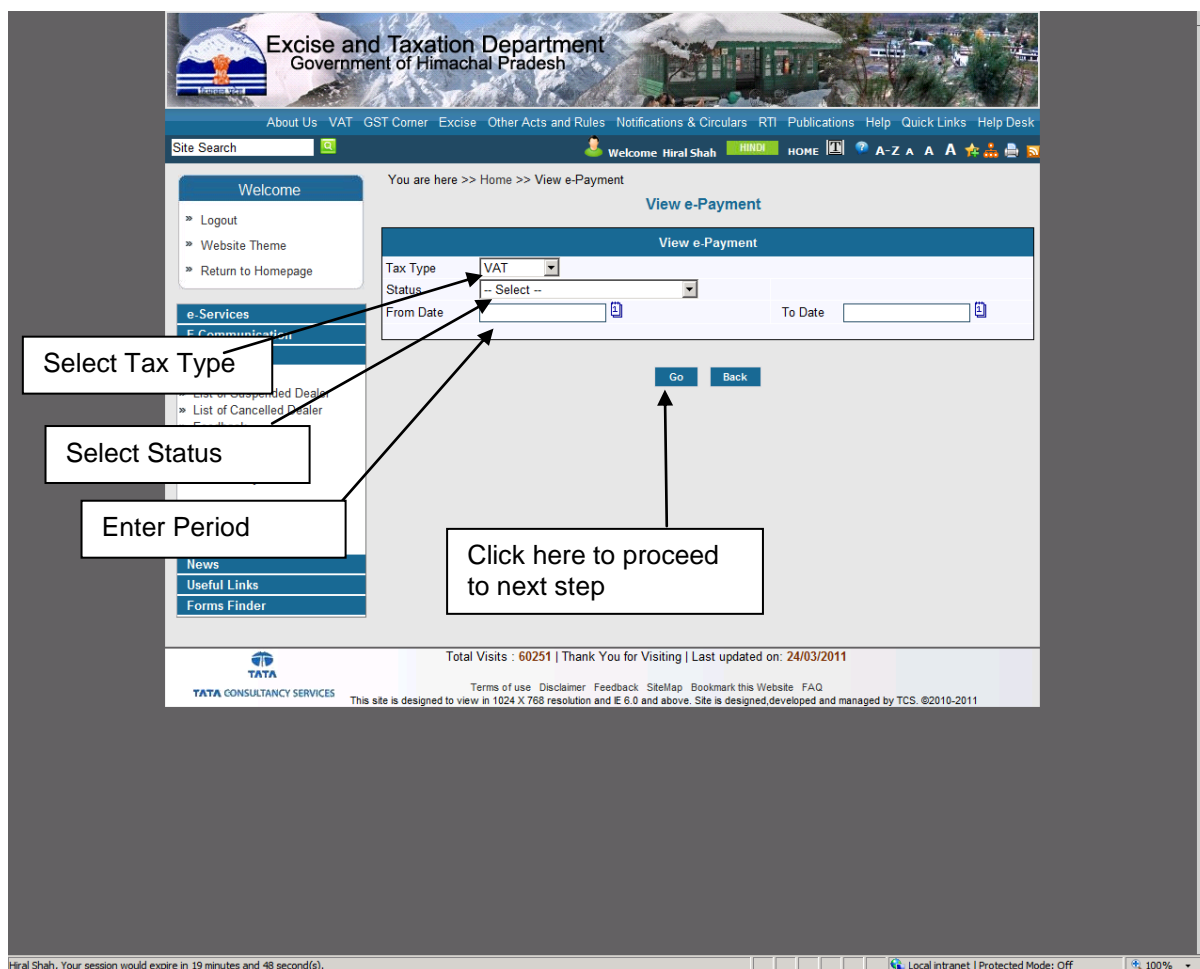 Excise and Taxation Department
Government of Himachal Pradesh
About Us VAT GST Corner Excise Other Acts and Rules Notifications & Circulars RTI Publications Help Quick Links Help Desk
Site Search
Welcome Hiral Shah HINDI HOME T A-Z A A A
You are here >> Home >> View e-Payment
Welcome
» Logout
» Website Theme
» Return to Homepage
View e-Payment
View e-Payment
Tax Type VAT
Status -- Select --
From Date To Date
Go Back
e-Services
E Communication
» List of Suspended Dealer
» List of Cancelled Dealer
Select Tax Type
Select Status
Enter Period
Click here to proceed
to next step
News
Useful Links
Forms Finder
TATA
TATA CONSULTANCY SERVICES
Total Visits : 60251 | Thank You for Visiting | Last updated on: 24/03/2011
Terms of use Disclaimer Feedback SiteMap Bookmark this Website FAQ
This site is designed to view in 1024 X 768 resolution and IE 6.0 and above. Site is designed,developed and managed by TCS. ©2010-2011
Hiral Shah, Your session would expire in 19 minutes and 48 second(s).
Local intranet | Protected Mode: Off
100%